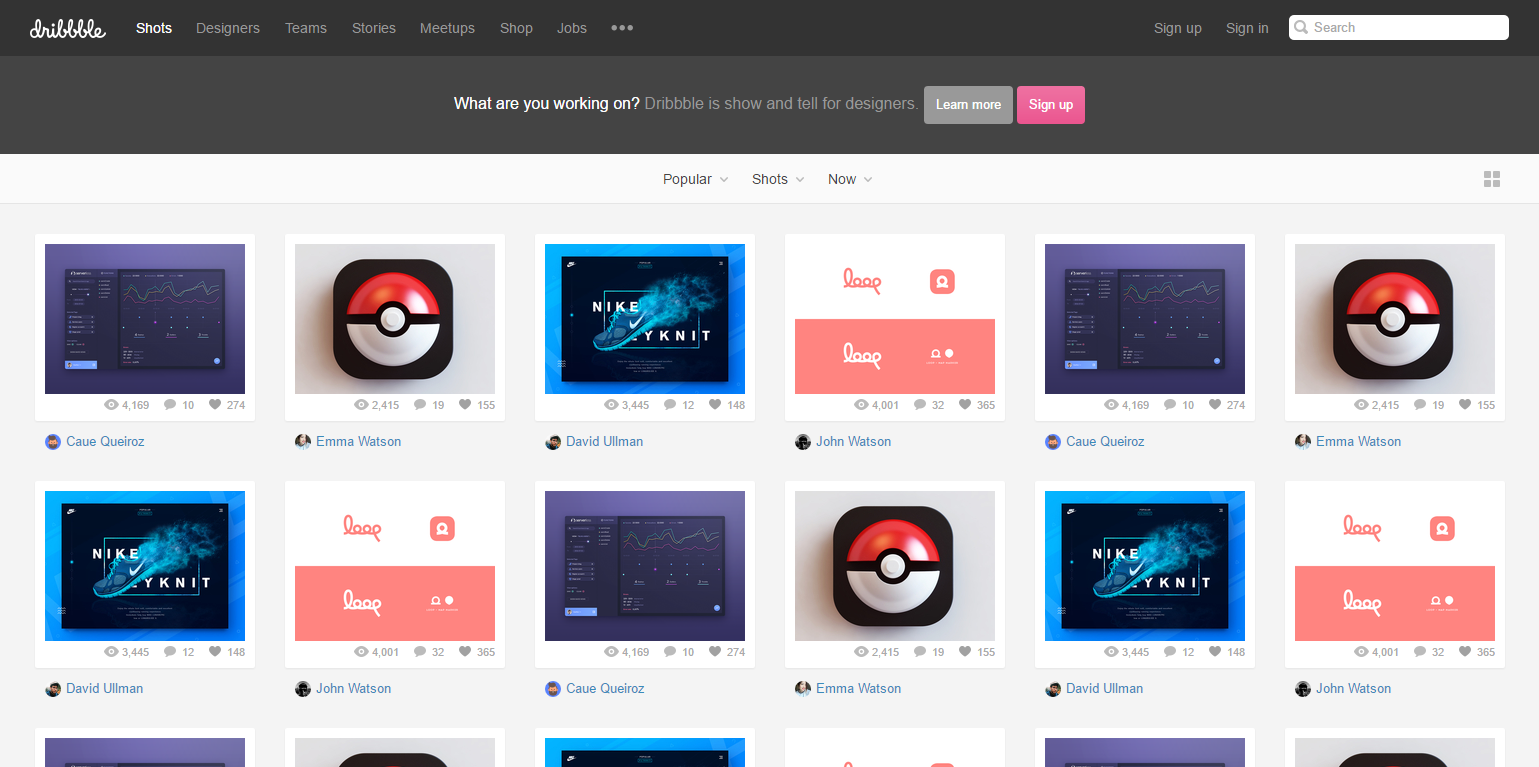 dribbble Shots Designers Teams Stories Meetups Shop Jobs ••• Sign up Sign in Search
What are you working on? Dribbble is show and tell for designers. Learn more Sign up
Popular Shots Now
NIKE
FLYKNIT
loop
loop
4,169 10 274 2,415 19 155 3,445 12 148 4,001 32 365 4,169 10 274 2,415 19 155
Caue Queiroz Emma Watson David Ullman John Watson Caue Queiroz Emma Watson
NIKE NIKE
loop loop
loop loop
3,445 12 148 4,001 32 365 4,169 10 274 2,415 19 155 3,445 12 148 4,001 32 365
David Ullman John Watson Caue Queiroz Emma Watson David Ullman John Watson